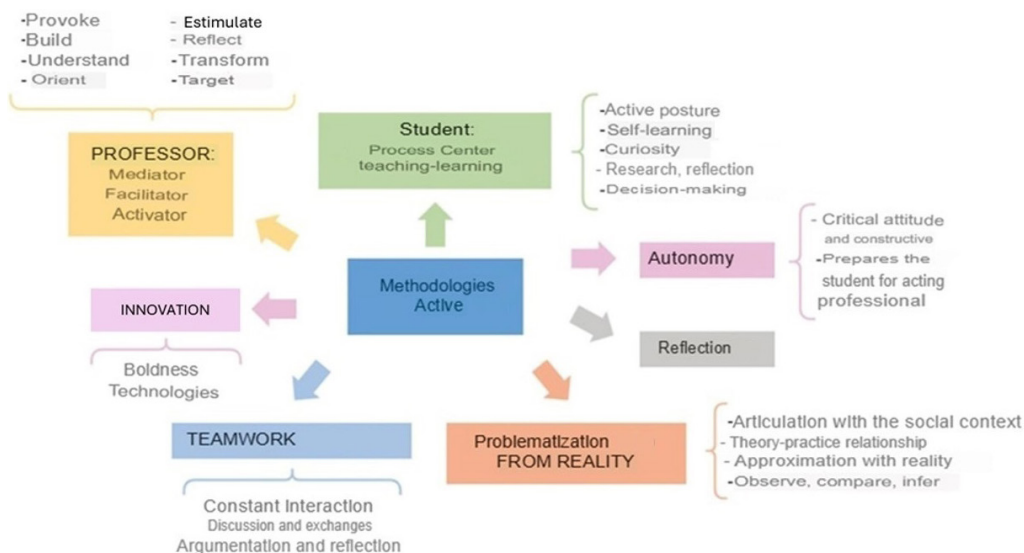 -Provoke
-Build
-Understand
- Orient
- Estimulate
- Reflect
-Transform
-Target
PROFESSOR:
Mediator
Facilitator
Activator
Student:
Process Center
teaching-learning
-Active posture
-Self-learning
-Curiosity
- Research, reflection
-Decision-making
Methodologies
Active
Autonomy
- Critical attitude
and constructive
-Prepares the
student for acting
professional
INNOVATION
Boldness
Technologies
Reflection
TEAMWORK
Constant Interaction
Discussion and exchanges
Argumentation and reflection
Problematization
FROM REALITY
-Articulation with the social context
- Theory-practice relationship
- Approximation with reality
-Observe, compare, infer